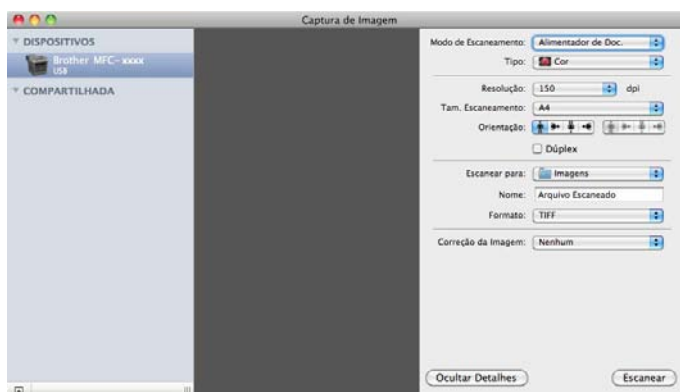 Captura de Imagem
DISPOSITIVOS
Brother MFC-xxxx
USB
COMPARTILHADA
Modo de Escaneamento: Alimentador de Doc.
Tipo: Cor
Resolução: 150 dpi
Tam. Escaneamento: A4
Orientação:
Dúplex
Escanear para: Imagens
Nome: Arquivo Escaneado
Formato: TIFF
Correção da Imagem: Nenhum
Ocultar Detalhes Escanear